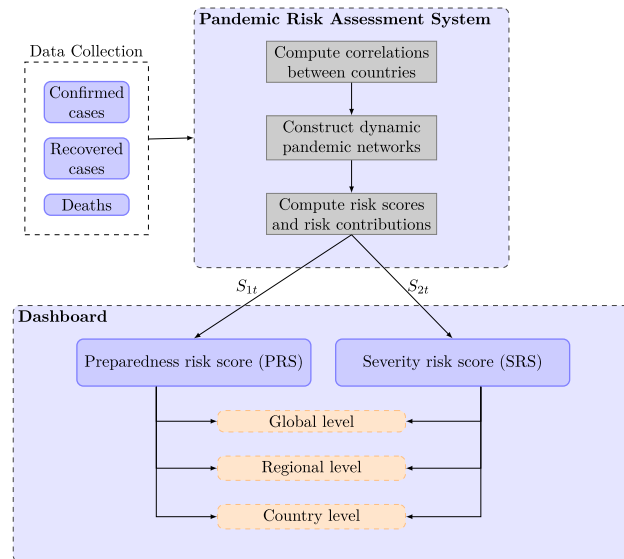 Pandemic Risk Assessment System
Data Collection
Confirmed
cases
Recovered
cases
Deaths
Compute correlations
between countries
Construct dynamic
pandemic networks
Compute risk scores
and risk contributions
S₁ₜ
S₂ₜ
Dashboard
Preparedness risk score (PRS)
Severity risk score (SRS)
Global level
Regional level
Country level